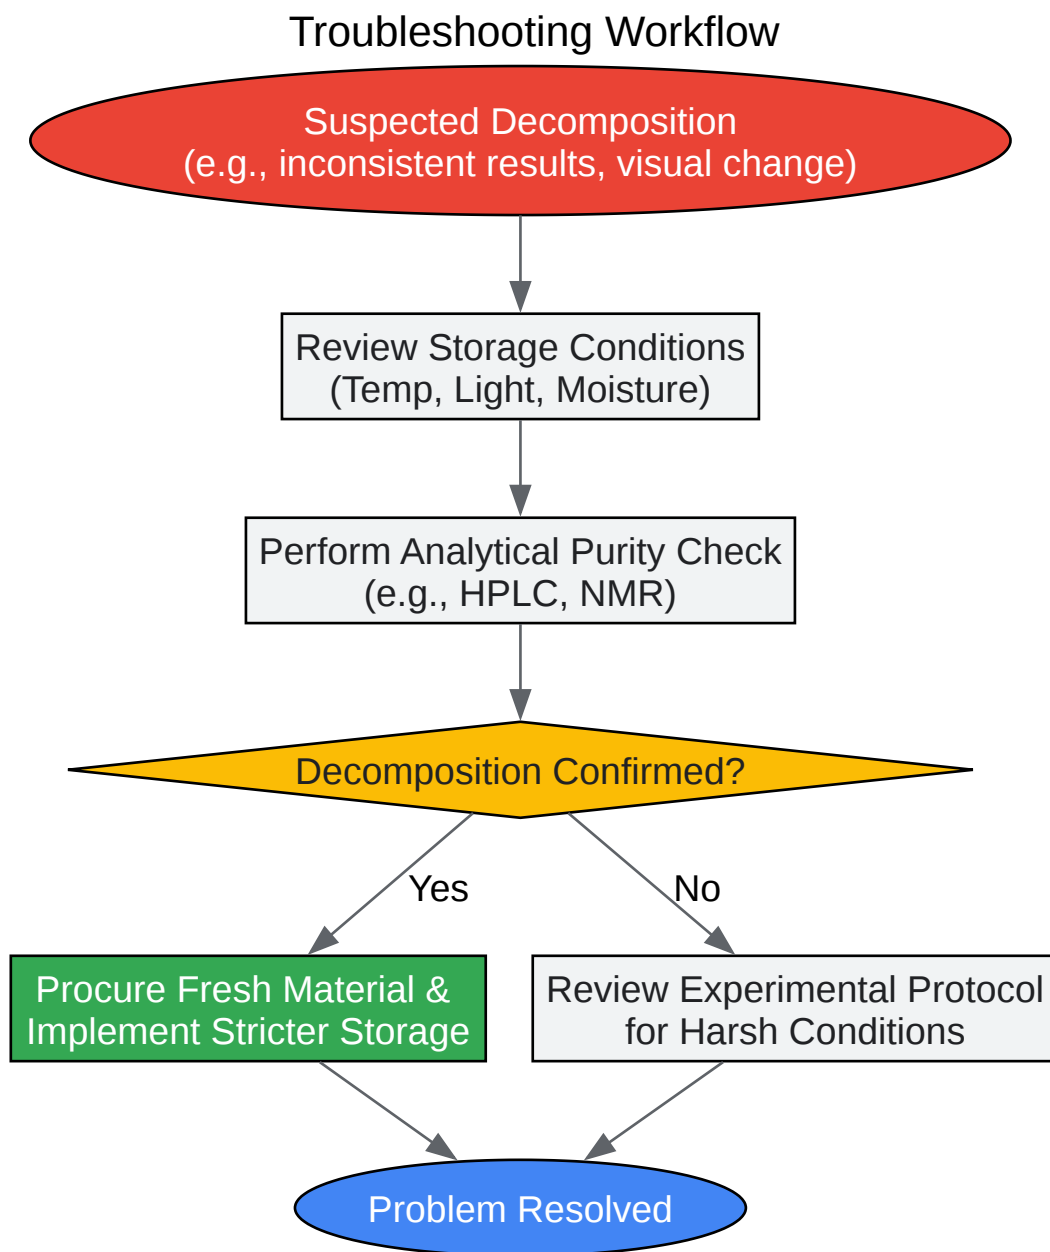 Troubleshooting Workflow
Suspected Decomposition
(e.g., inconsistent results, visual change)
Review Storage Conditions
(Temp, Light, Moisture)
Perform Analytical Purity Check
(e.g., HPLC, NMR)
Decomposition Confirmed?
Yes
No
Procure Fresh Material &
Implement Stricter Storage
Review Experimental Protocol
for Harsh Conditions
Problem Resolved